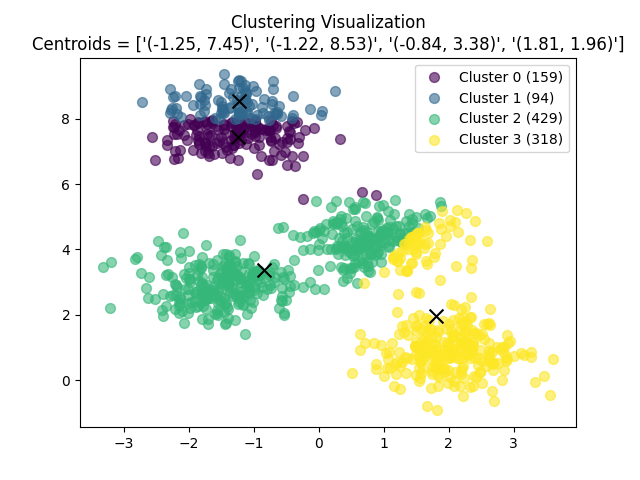 Clustering Visualization
Centroids = ['(-1.25, 7.45)', '(-1.22, 8.53)', '(-0.84, 3.38)', '(1.81, 1.96)']
Cluster 0 (159)
Cluster 1 (94)
Cluster 2 (429)
Cluster 3 (318)
8
6
4
2
0
−3 −2 −1 0 1 2 3